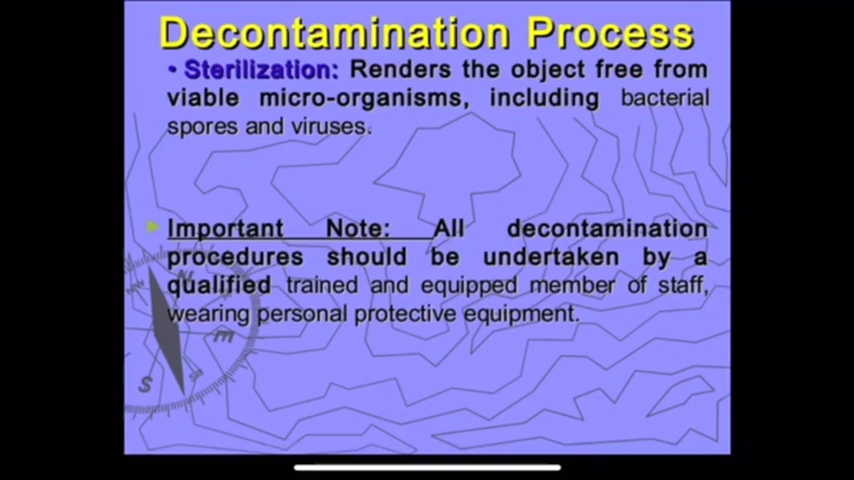 Decontamination Process
• Sterilization: Renders the object free from
viable micro-organisms, including bacterial
spores and viruses.
Important Note: All decontamination
procedures should be undertaken by a
qualified trained and equipped member of staff,
wearing personal protective equipment.
N
S